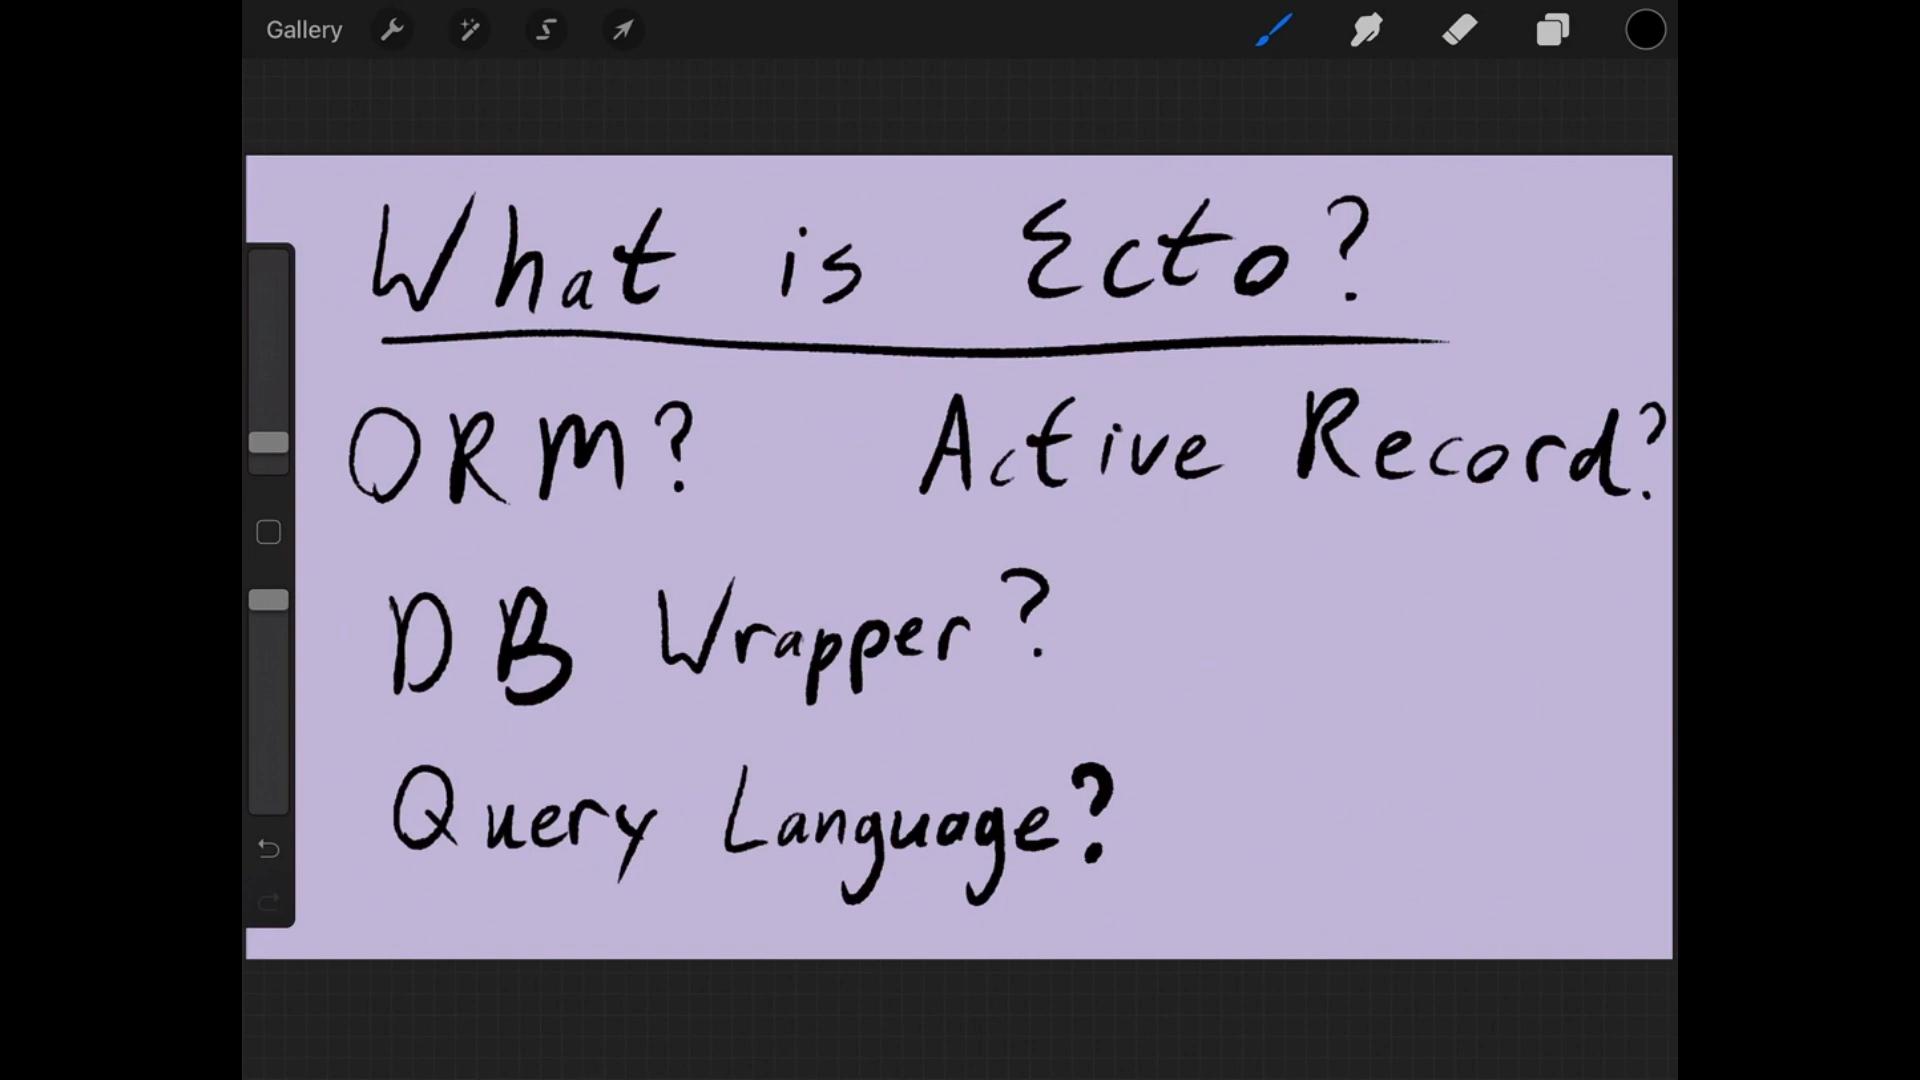 Gallery
What is Ecto?
ORM? Active Record?
DB Wrapper?
Query Language?